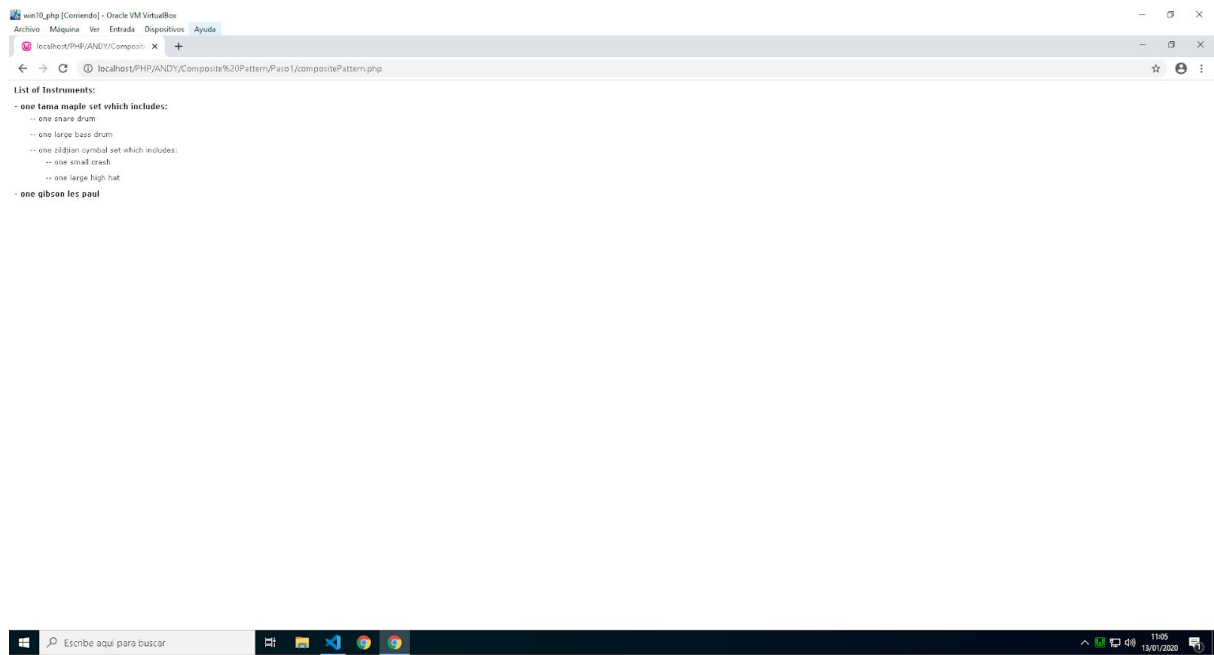 win10_php [Corriendo] - Oracle VM VirtualBox
Archivo Máquina Ver Entrada Dispositivos Ayuda
localhost/PHP/ANDY/Composit
localhost/PHP/ANDY/Composite%20Pattern/Paso1/compositePattern.php
List of Instruments:
- one tama maple set which includes:
-- one snare drum
-- one large bass drum
-- one zildjian cymbal set which includes:
-- one small crash
-- one large high hat
- one gibson les paul
Escribe aquí para buscar
11:05
13/01/2020
1